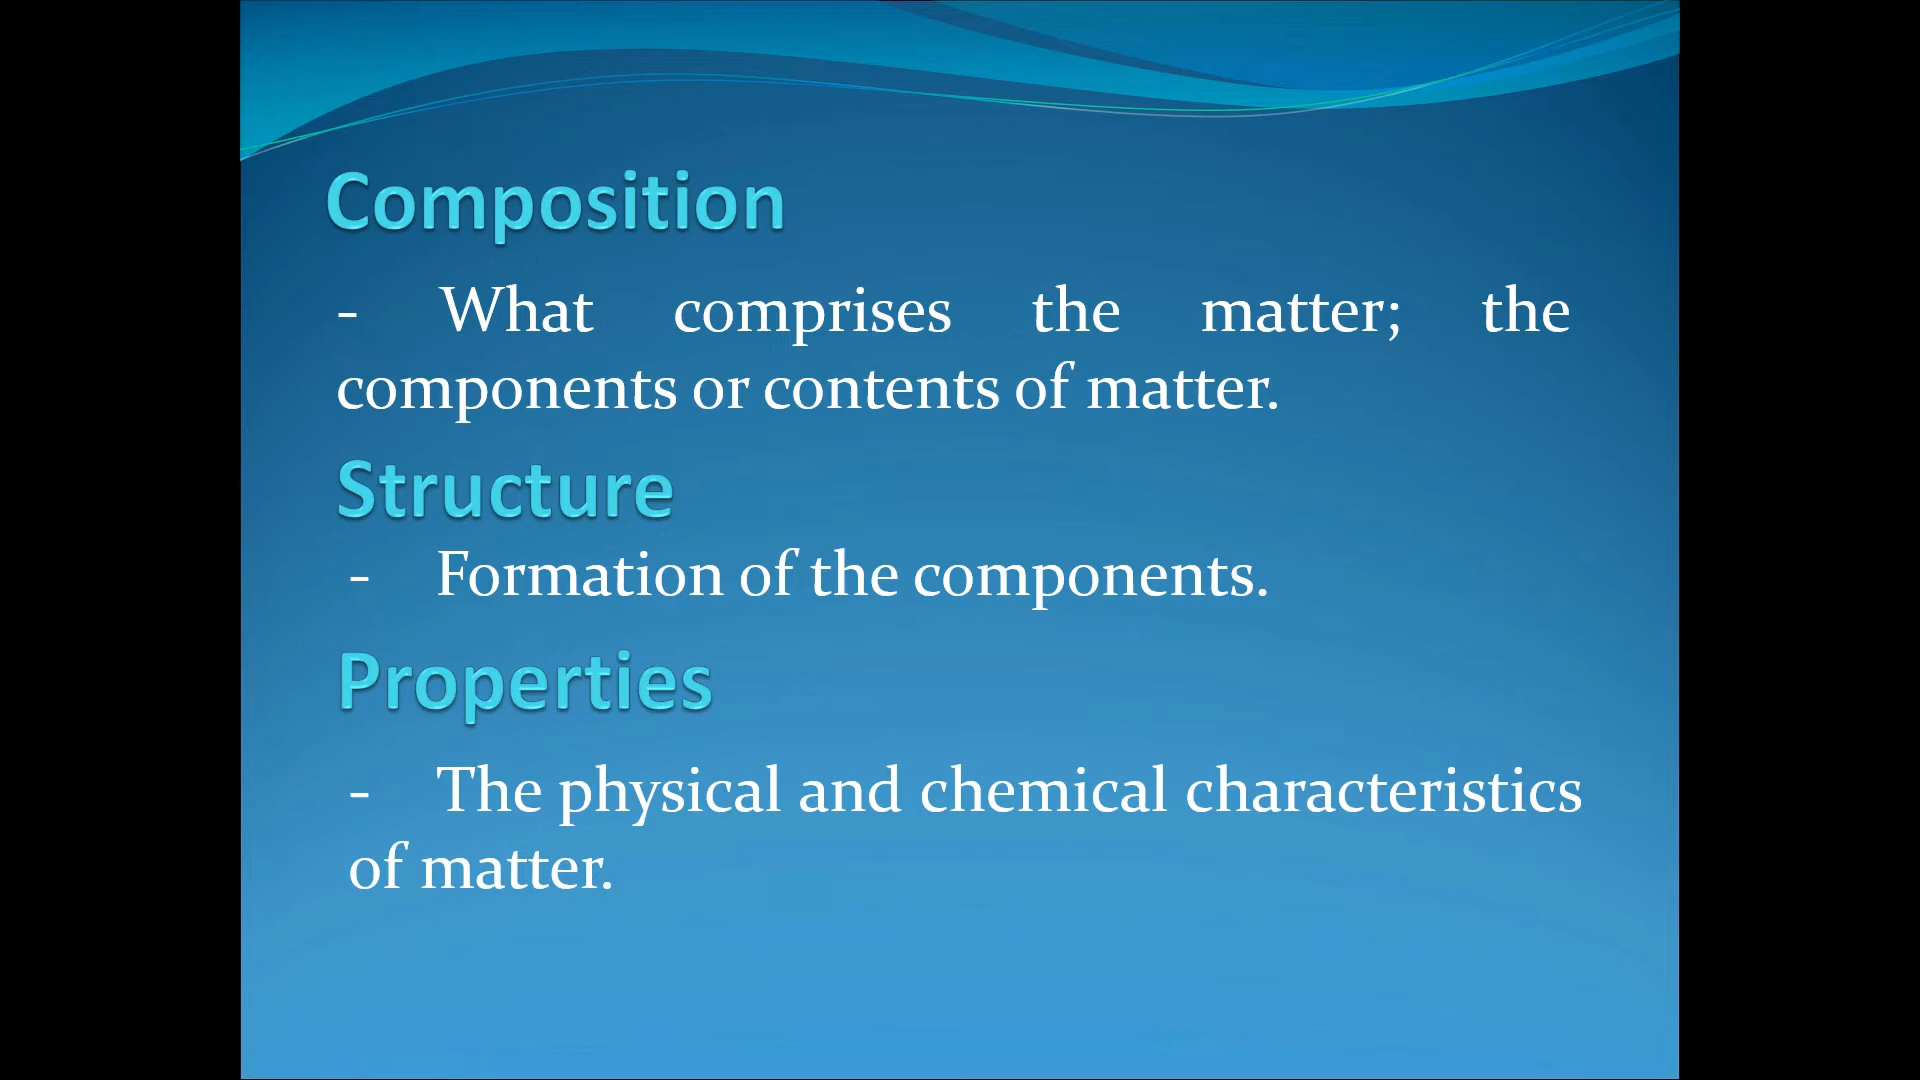 Composition
- What comprises the matter; the
components or contents of matter.
Structure
- Formation of the components.
Properties
- The physical and chemical characteristics
of matter.